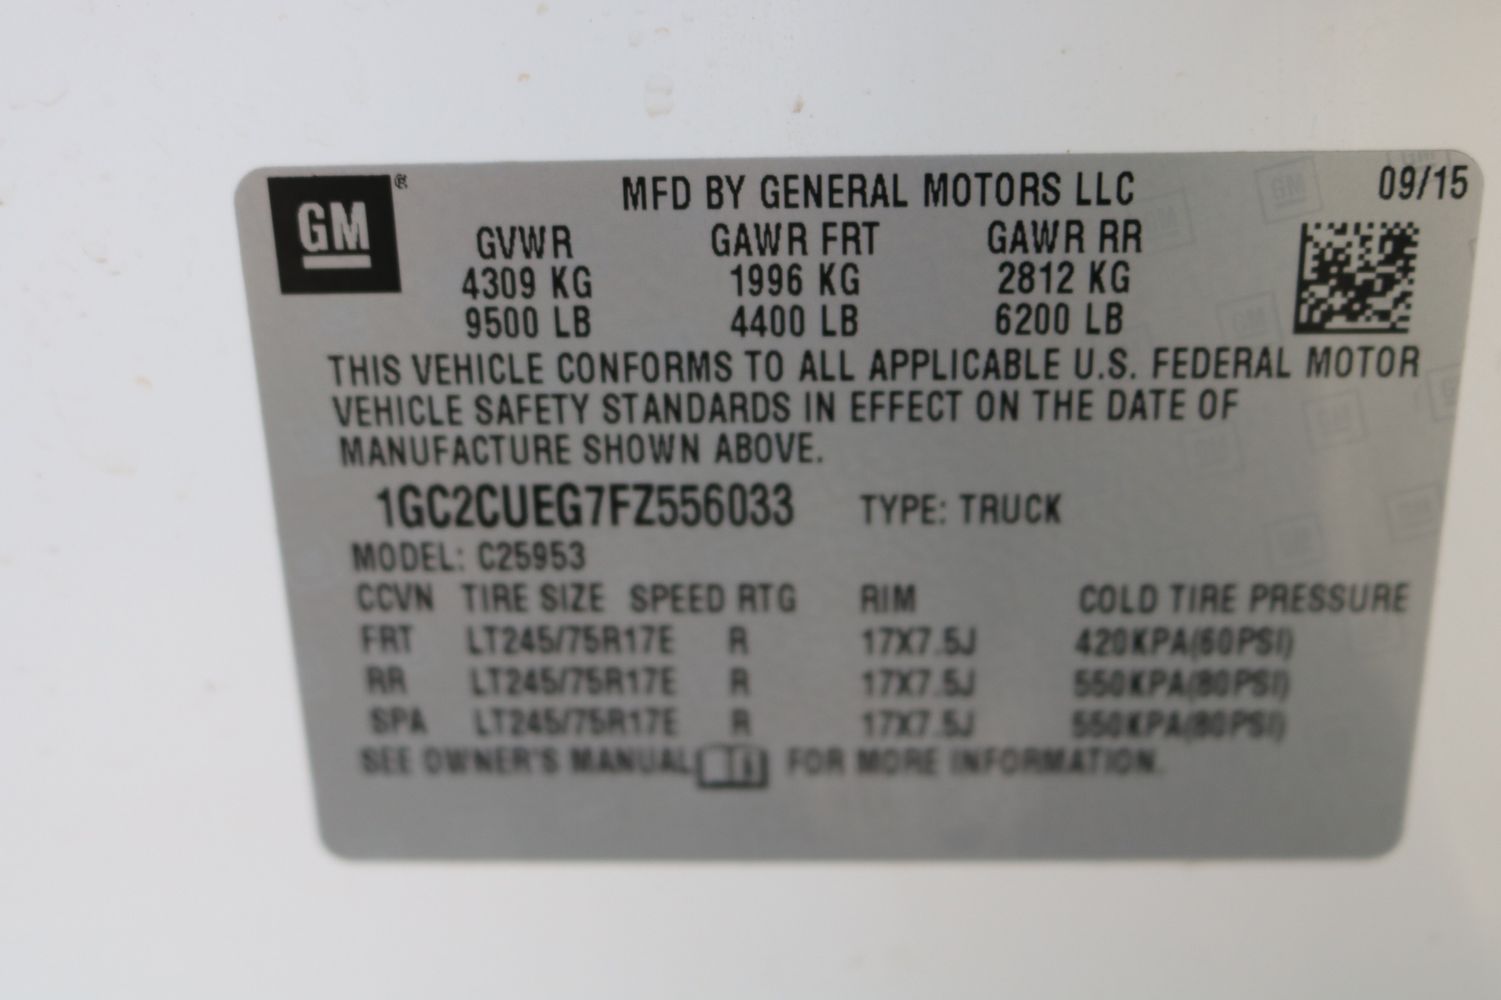 GM ® MFD BY GENERAL MOTORS LLC 09/15
GVWR GAWR FRT GAWR RR
4309 KG 1996 KG 2812 KG
9500 LB 4400 LB 6200 LB
THIS VEHICLE CONFORMS TO ALL APPLICABLE U.S. FEDERAL MOTOR
VEHICLE SAFETY STANDARDS IN EFFECT ON THE DATE OF
MANUFACTURE SHOWN ABOVE.
1GC2CUEG7FZ556033 TYPE: TRUCK
MODEL: C25953
CCVN TIRE SIZE SPEED RTG RIM COLD TIRE PRESSURE
FRT LT245/75R17E R 17X7.5J 420KPA(60PSI)
RR LT245/75R17E R 17X7.5J 550KPA(80PSI)
SPA LT245/75R17E R 17X7.5J 550KPA(80PSI)
SEE OWNER'S MANUAL FOR MORE INFORMATION.